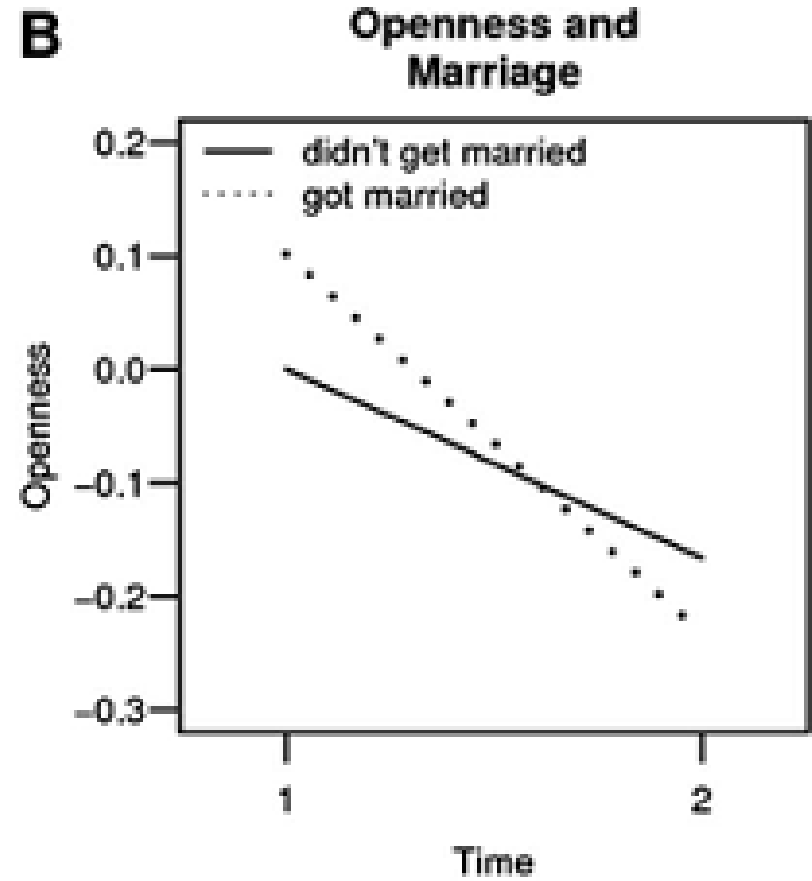 B
Openness and
Marriage
didn't get married
got married
Openness
0.2
0.1
0.0
−0.1
−0.2
−0.3
1 2
Time